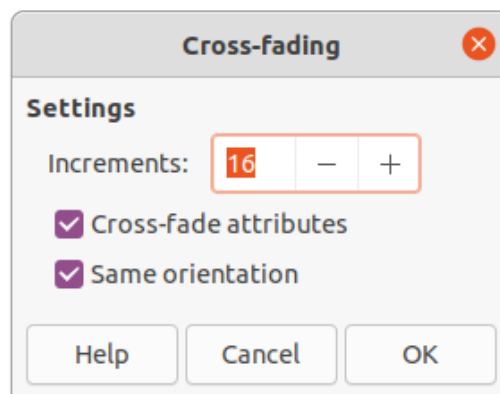 Cross-fading
Settings
Increments: 16 − +
Cross-fade attributes
Same orientation
Help Cancel OK